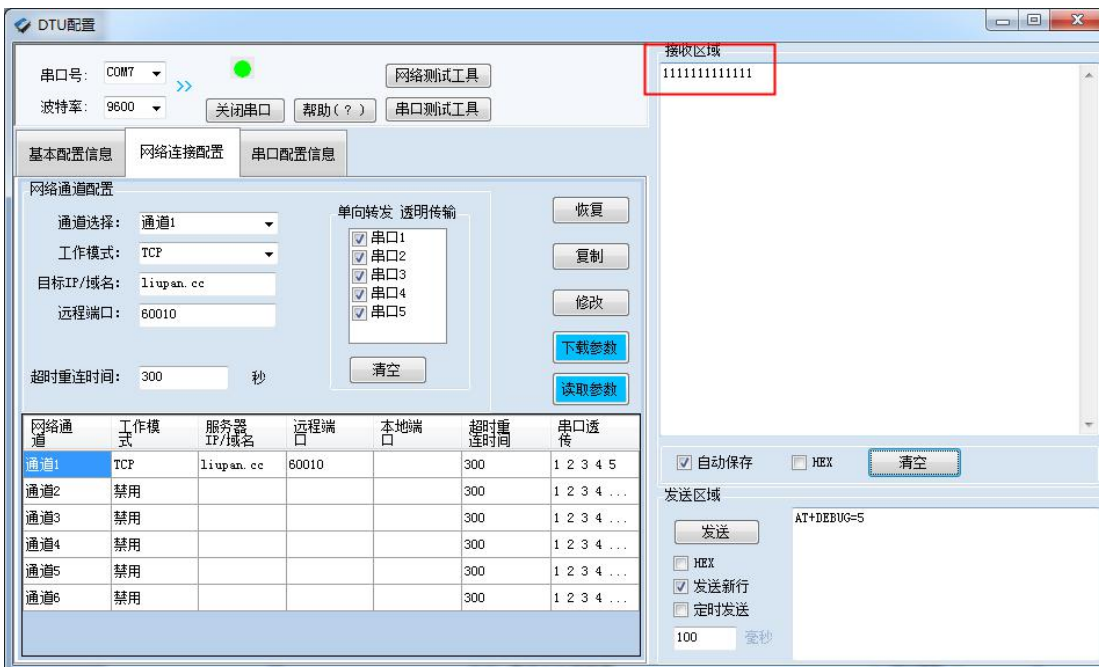 DTU配置
串口号: COM7
>>
网络测试工具
波特率: 9600
关闭串口
帮助(?)
串口测试工具
基本配置信息
网络连接配置
串口配置信息
网络通道配置
通道选择: 通道1
工作模式: TCP
目标IP/域名: liupan.cc
远程端口: 60010
超时重连时间: 300 秒
单向转发 透明传输
串口1
串口2
串口3
串口4
串口5
清空
恢复
复制
修改
下载参数
读取参数
网络通道 工作模式 服务器IP/域名 远程端口 本地端口 超时重连时间 串口透传
通道1 TCP liupan.cc 60010 300 1 2 3 4 5
通道2 禁用 300 1 2 3 4 ...
通道3 禁用 300 1 2 3 4 ...
通道4 禁用 300 1 2 3 4 ...
通道5 禁用 300 1 2 3 4 ...
通道6 禁用 300 1 2 3 4 ...
接收区域
1111111111111
自动保存
HEX
清空
发送区域
发送
HEX
发送新行
定时发送
100 毫秒
AT+DEBUG=5